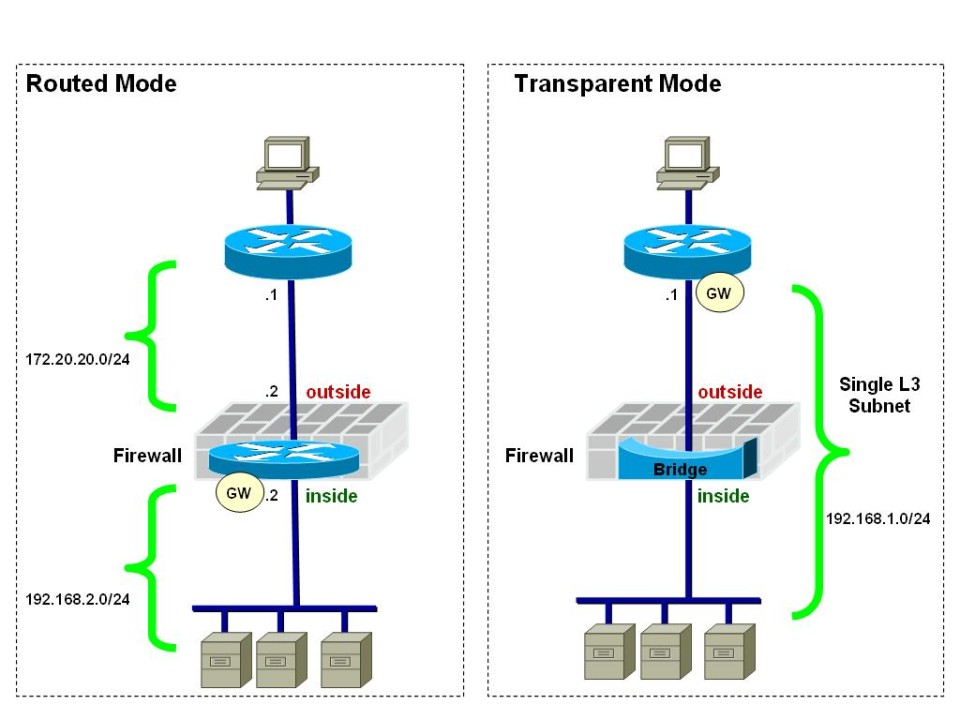 Routed Mode
.1
172.20.20.0/24
.2
outside
Firewall
GW
.2
inside
192.168.2.0/24
Transparent Mode
.1
GW
outside
Single L3
Subnet
Firewall
Bridge
inside
192.168.1.0/24